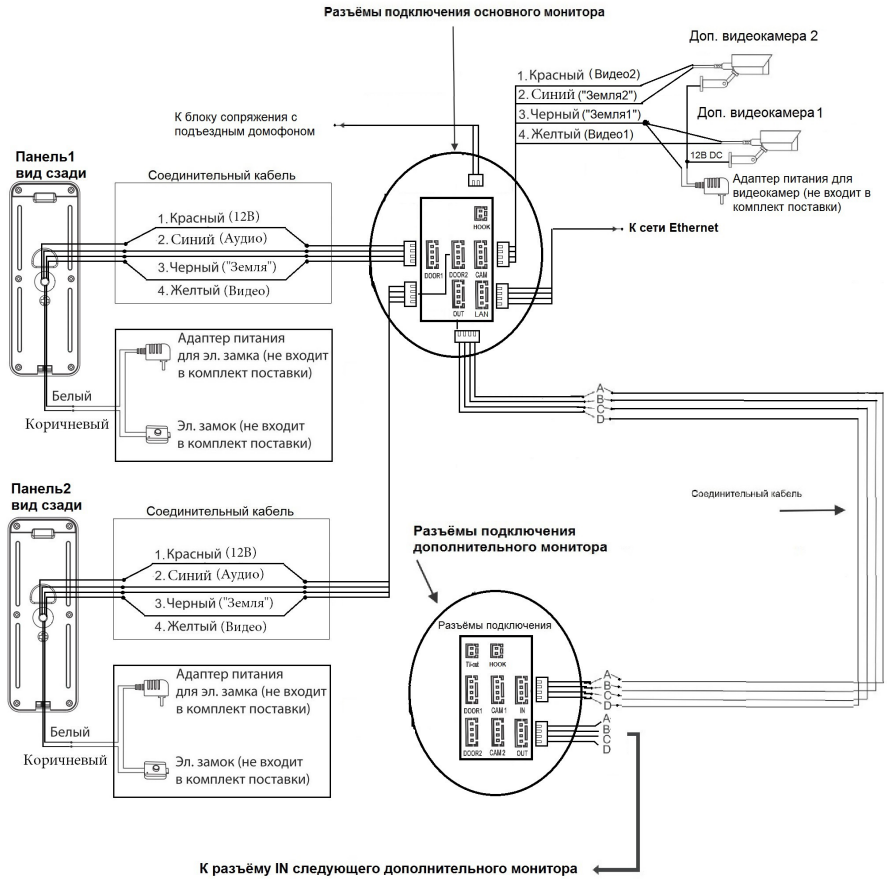 Разъёмы подключения основного монитора
Доп. видеокамера 2
1. Красный (Видео2)
2. Синий ("Земля2")
3. Черный ("Земля1")
4. Желтый (Видео1)
Доп. видеокамера 1
12В DC
Адаптер питания для
видеокамер (не входит в
комплект поставки)
К блоку сопряжения с
подъездным домофоном
Панель1
вид сзади
Соединительный кабель
1. Красный (12В)
2. Синий (Аудио)
3. Черный ("Земля")
4. Желтый (Видео)
HOOK
DOOR1
DOOR2
CAM
OUT
LAN
К сети Ethernet
Адаптер питания
для эл. замка (не входит
в комплект поставки)
Белый
Коричневый
Эл. замок (не входит
в комплект поставки)
A
B
C
D
Панель2
вид сзади
Соединительный кабель
Соединительный кабель
1. Красный (12В)
2. Синий (Аудио)
3. Черный ("Земля")
4. Желтый (Видео)
Разъёмы подключения
дополнительного монитора
Разъёмы подключения
HOOK
DOOR1
CAM1
IN
DOOR2
CAM2
OUT
A
B
C
D
A
B
C
D
Адаптер питания
для эл. замка (не входит
в комплект поставки)
Белый
Коричневый
Эл. замок (не входит
в комплект поставки)
К разъёму IN следующего дополнительного монитора